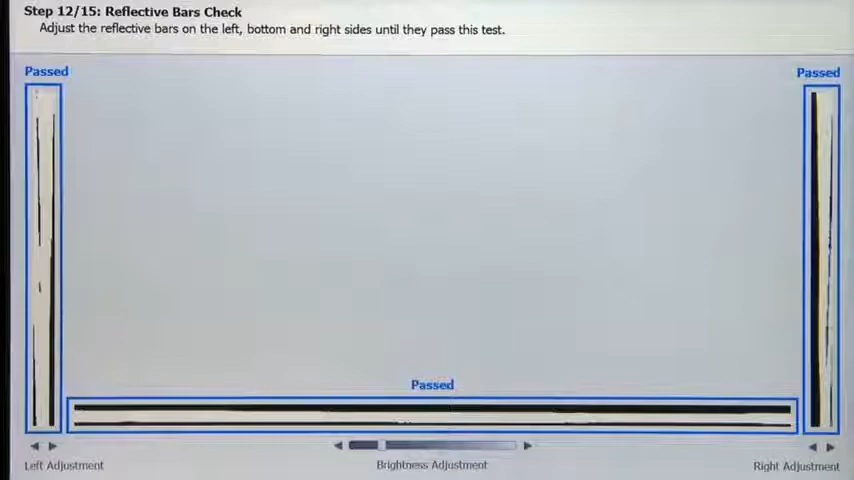 Step 12/15: Reflective Bars Check
Adjust the reflective bars on the left, bottom and right sides until they pass this test.
Passed
Passed
Passed
Left Adjustment
Brightness Adjustment
Right Adjustment